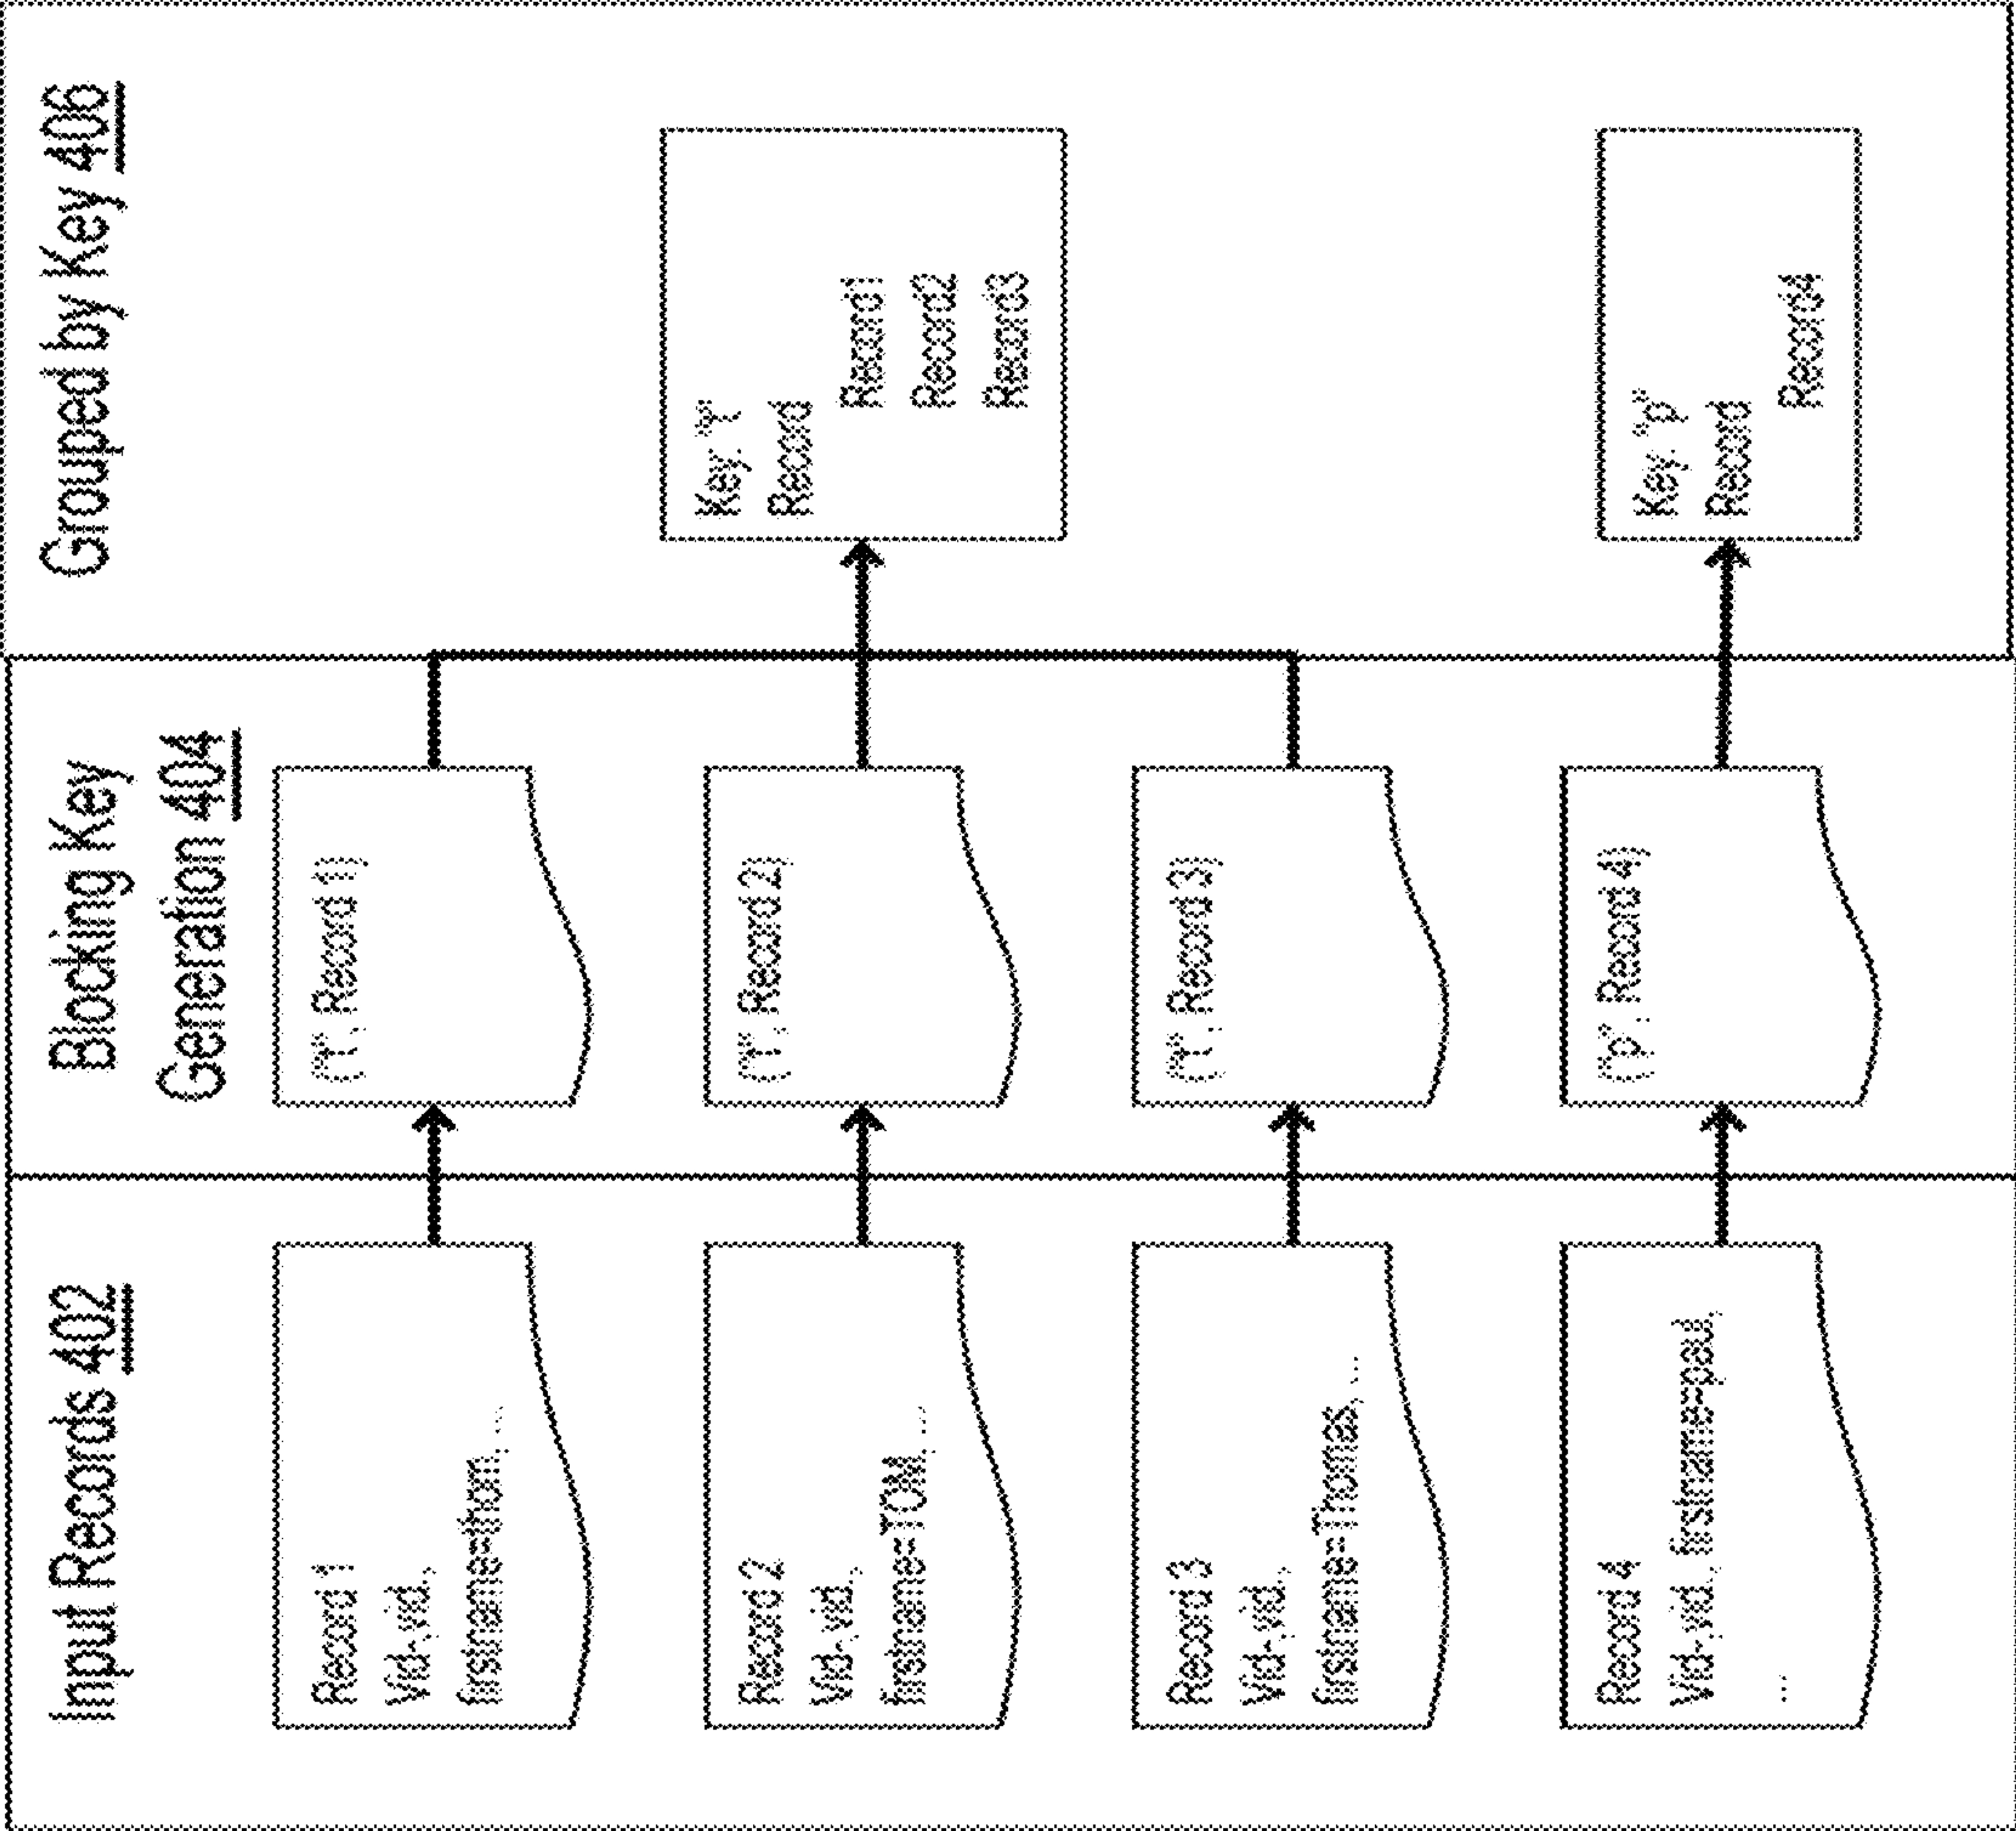 Input Records 402
Record 1
Vid-vid,
firstname=thom, ...
Record 2
Vid-vid,
firstname=TOM, ...
Record 3
Vid-vid,
firstname=Thomas, ...
Record 4
Vid-vid, firstname=paul,
...
Blocking Key
Generation 404
("t", Record 1)
("t", Record 2)
("t", Record 3)
("p", Record 4)
Grouped by Key 406
Key: "t"
Record
Record1
Record2
Record3
Key: "p"
Record
Record4